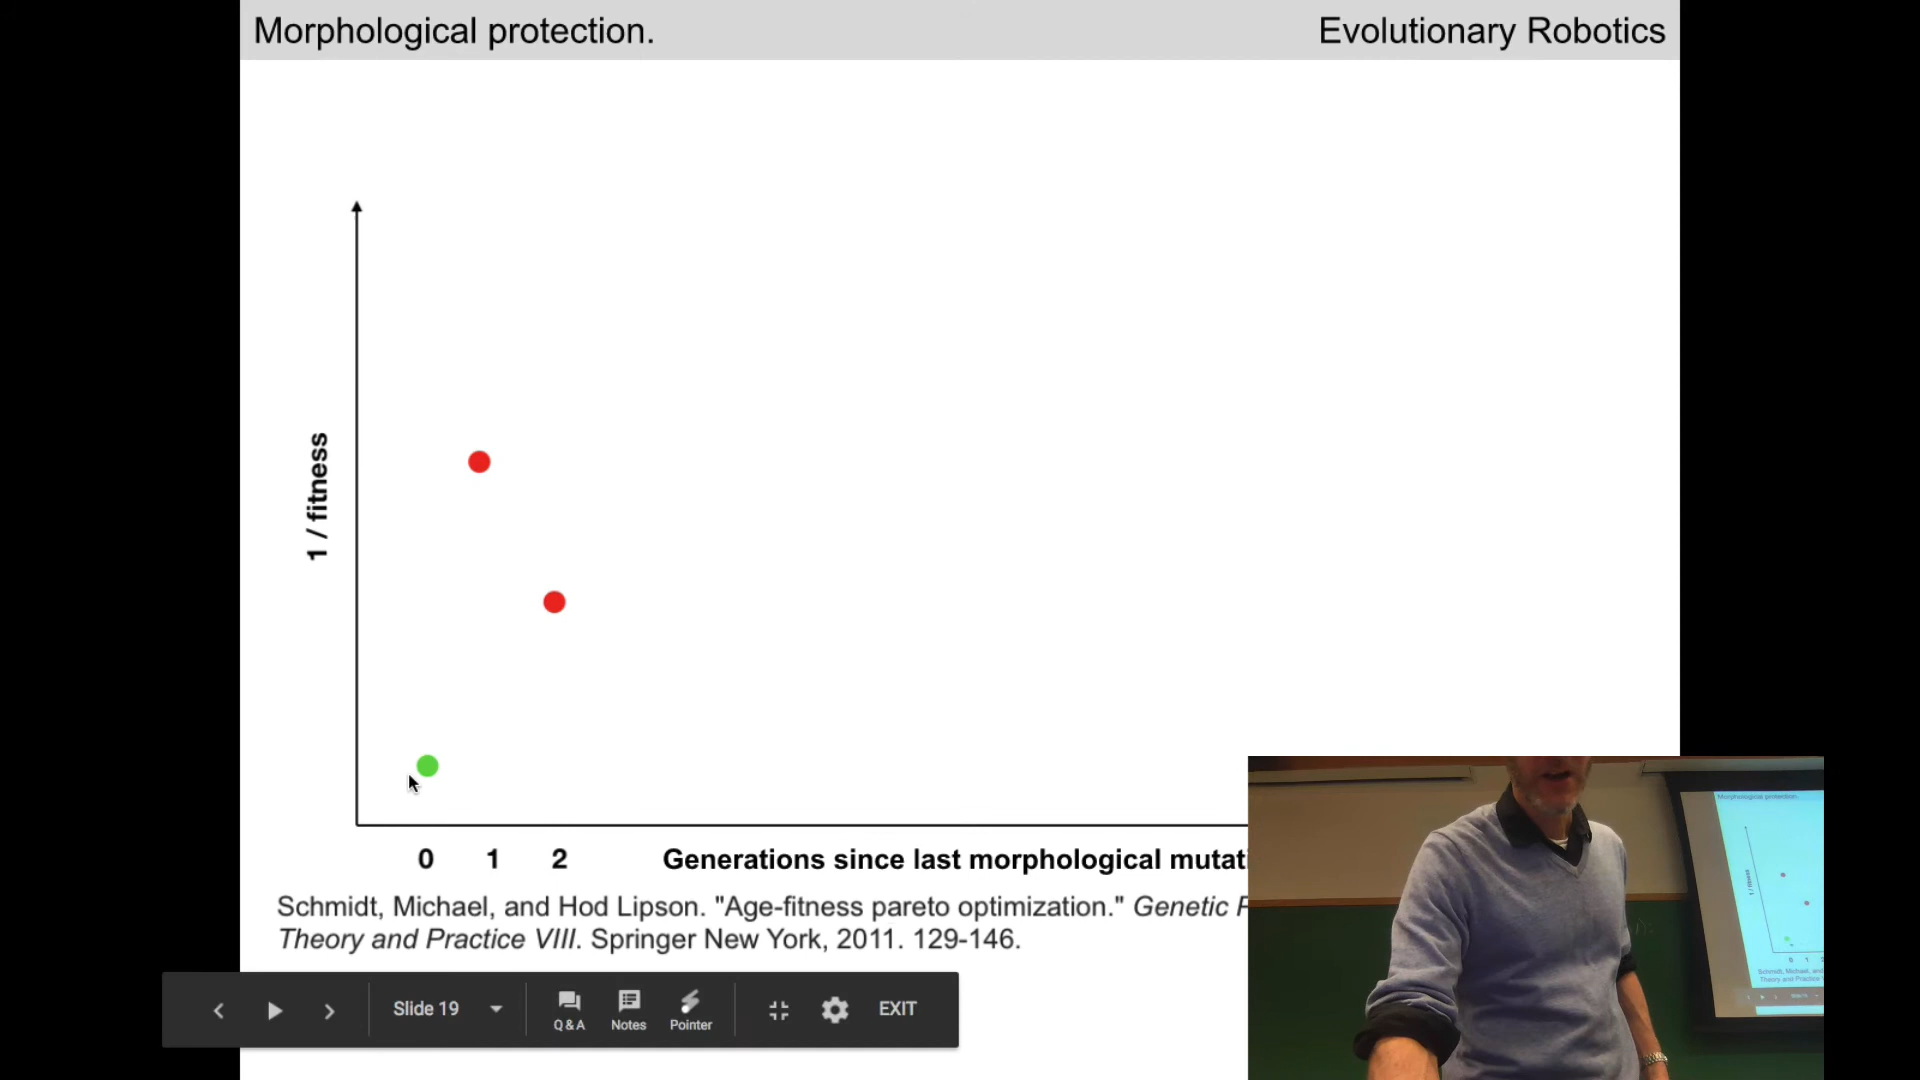 Morphological protection.
Evolutionary Robotics
1 / fitness
0 1 2 Generations since last morphological mutati
Schmidt, Michael, and Hod Lipson. "Age-fitness pareto optimization." Genetic
Theory and Practice VIII. Springer New York, 2011. 129-146.
Slide 19
Q & A
Notes
Pointer
EXIT
Morphological protection.